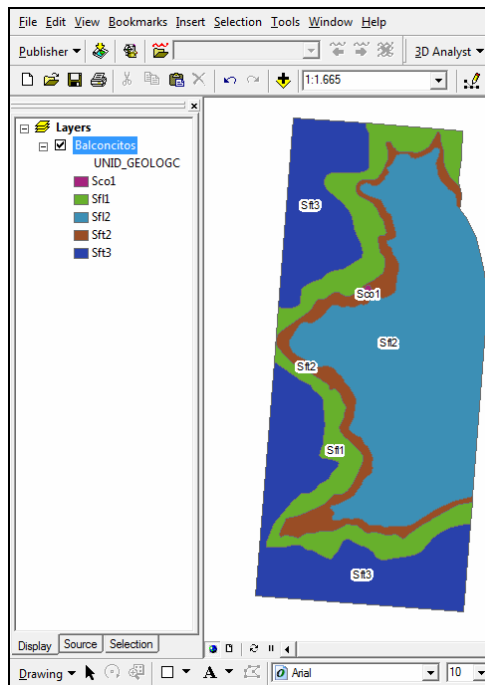 File Edit View Bookmarks Insert Selection Tools Window Help
Publisher 3D Analyst
1:1.665
x
Layers
Balconcitos
UNID_GEOLOGC
Sco1
Sfl1
Sfl2
Sft2
Sft3
Sft3
Sco1
Sfl2
Sft2
Sfl1
Sft3
Display Source Selection
Drawing A Arial 10